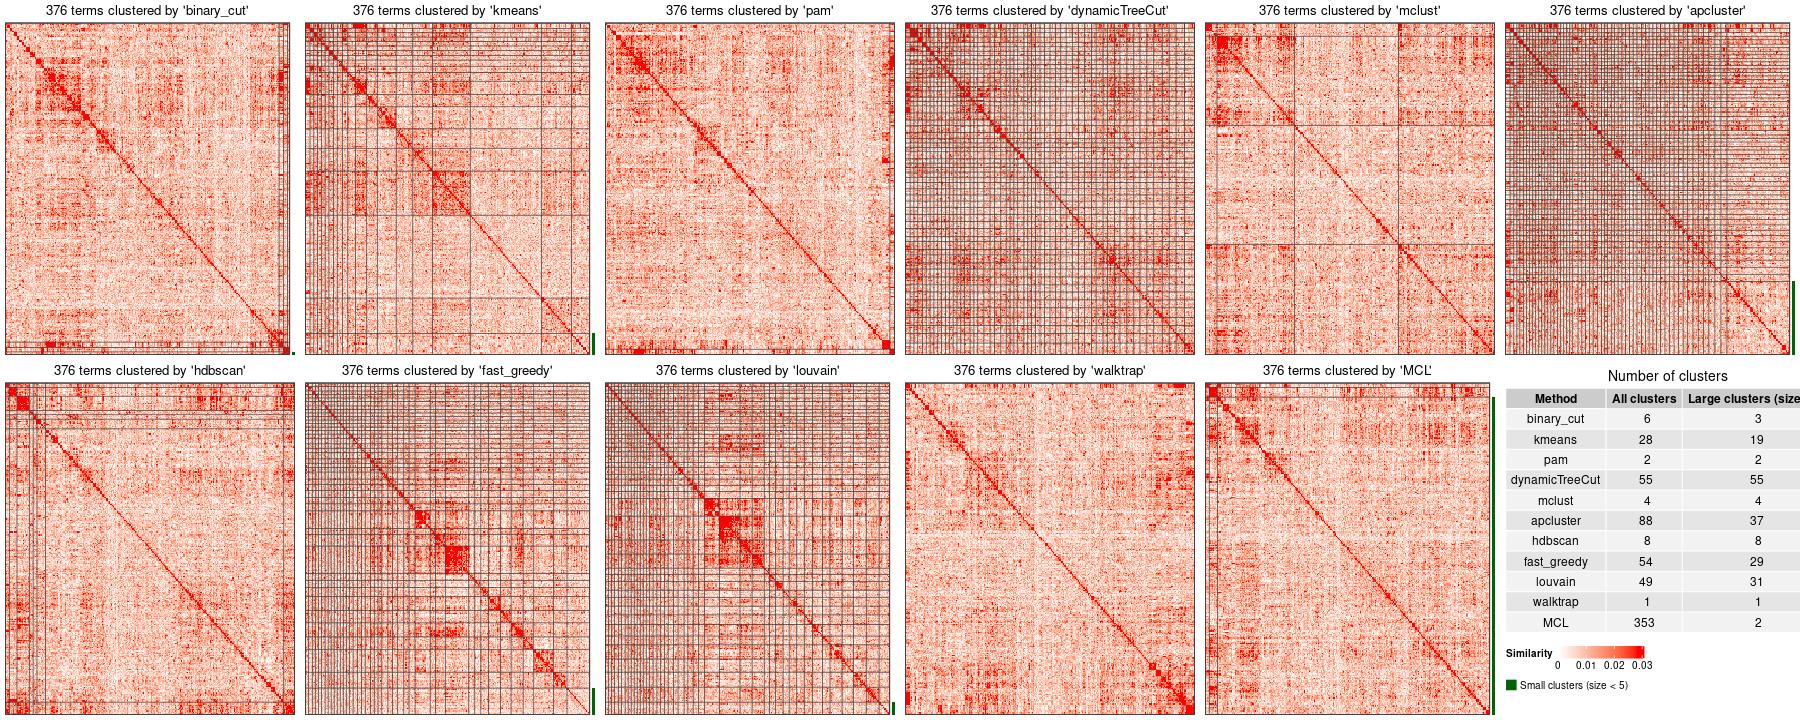 376 terms clustered by 'binary_cut'
376 terms clustered by 'kmeans'
376 terms clustered by 'pam'
376 terms clustered by 'dynamicTreeCut'
376 terms clustered by 'mclust'
376 terms clustered by 'apcluster'
376 terms clustered by 'hdbscan'
376 terms clustered by 'fast_greedy'
376 terms clustered by 'louvain'
376 terms clustered by 'walktrap'
376 terms clustered by 'MCL'
Number of clusters
Method All clusters Large clusters (size
binary_cut 6 3
kmeans 28 19
pam 2 2
dynamicTreeCut 55 55
mclust 4 4
apcluster 88 37
hdbscan 8 8
fast_greedy 54 29
louvain 49 31
walktrap 1 1
MCL 353 2
Similarity
0 0.01 0.02 0.03
Small clusters (size < 5)